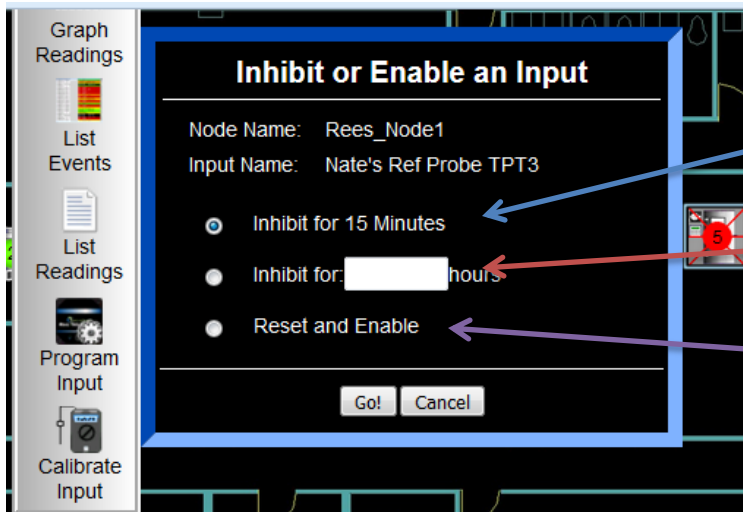 Graph
Readings
List
Events
List
Readings
Program
Input
Calibrate
Input
Inhibit or Enable an Input
Node Name: Rees_Node1
Input Name: Nate's Ref Probe TPT3
Inhibit for 15 Minutes
Inhibit for: hours
Reset and Enable
Go! Cancel
5